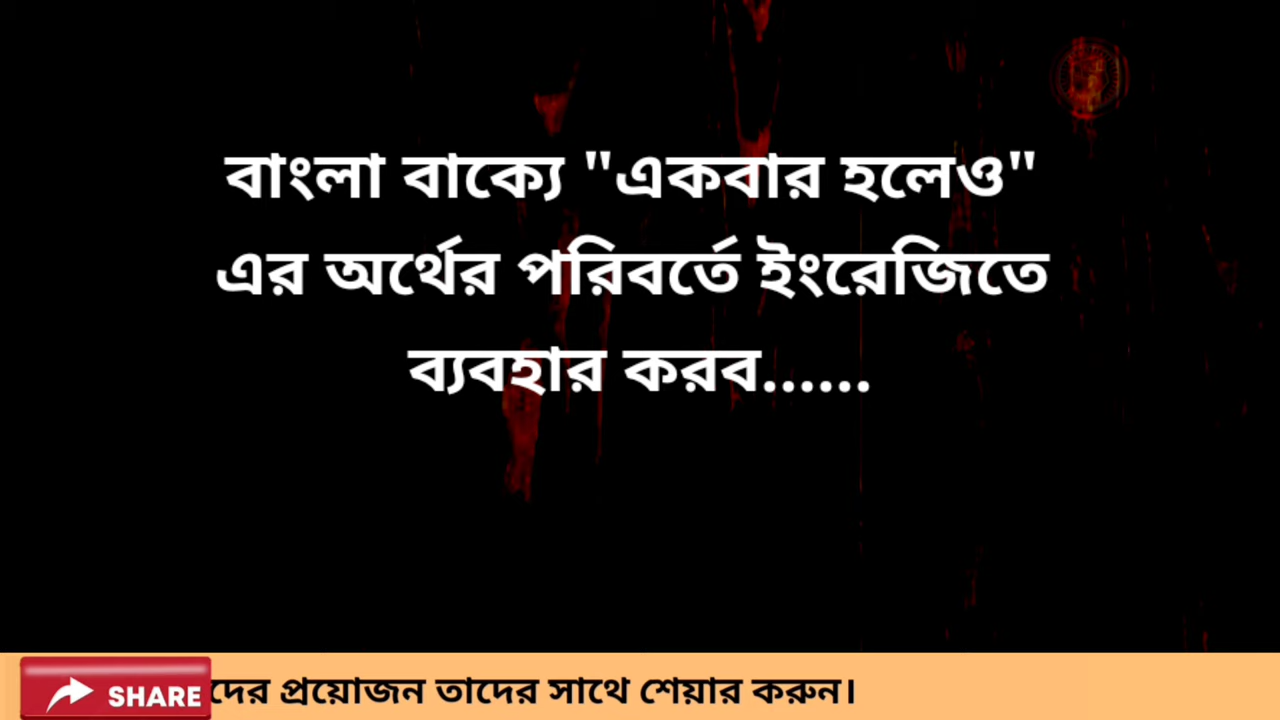 বাংলা বাক্যে "একবার হলেও"
এর অর্থের পরিবর্তে ইংরেজিতে
ব্যবহার করব......
SHARE দের প্রয়োজন তাদের সাথে শেয়ার করুন।